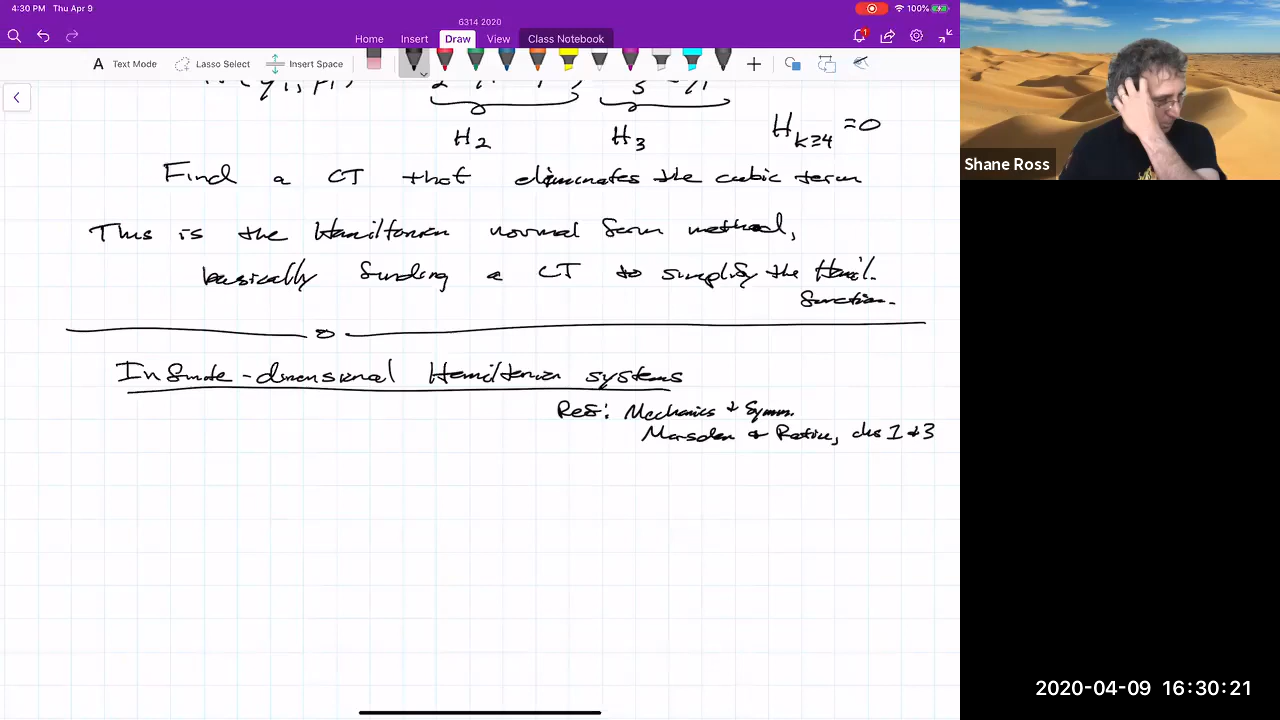 4:30 PM Thu Apr 9
100%
6314 2020
Home Insert Draw View Class Notebook
A Text Mode Lasso Select Insert Space
H₂ H₃ H_{k≥4} = 0
Find a CT that eliminates the cubic term
This is the Hamiltonian normal form method,
basically finding a CT to simplify the Hamil.
function.
Infinite-dimensional Hamiltonian systems
Ref: Mechanics & Symm.
Marsden & Ratiu, chs 1 & 3
Shane Ross
2020-04-09 16:30:21